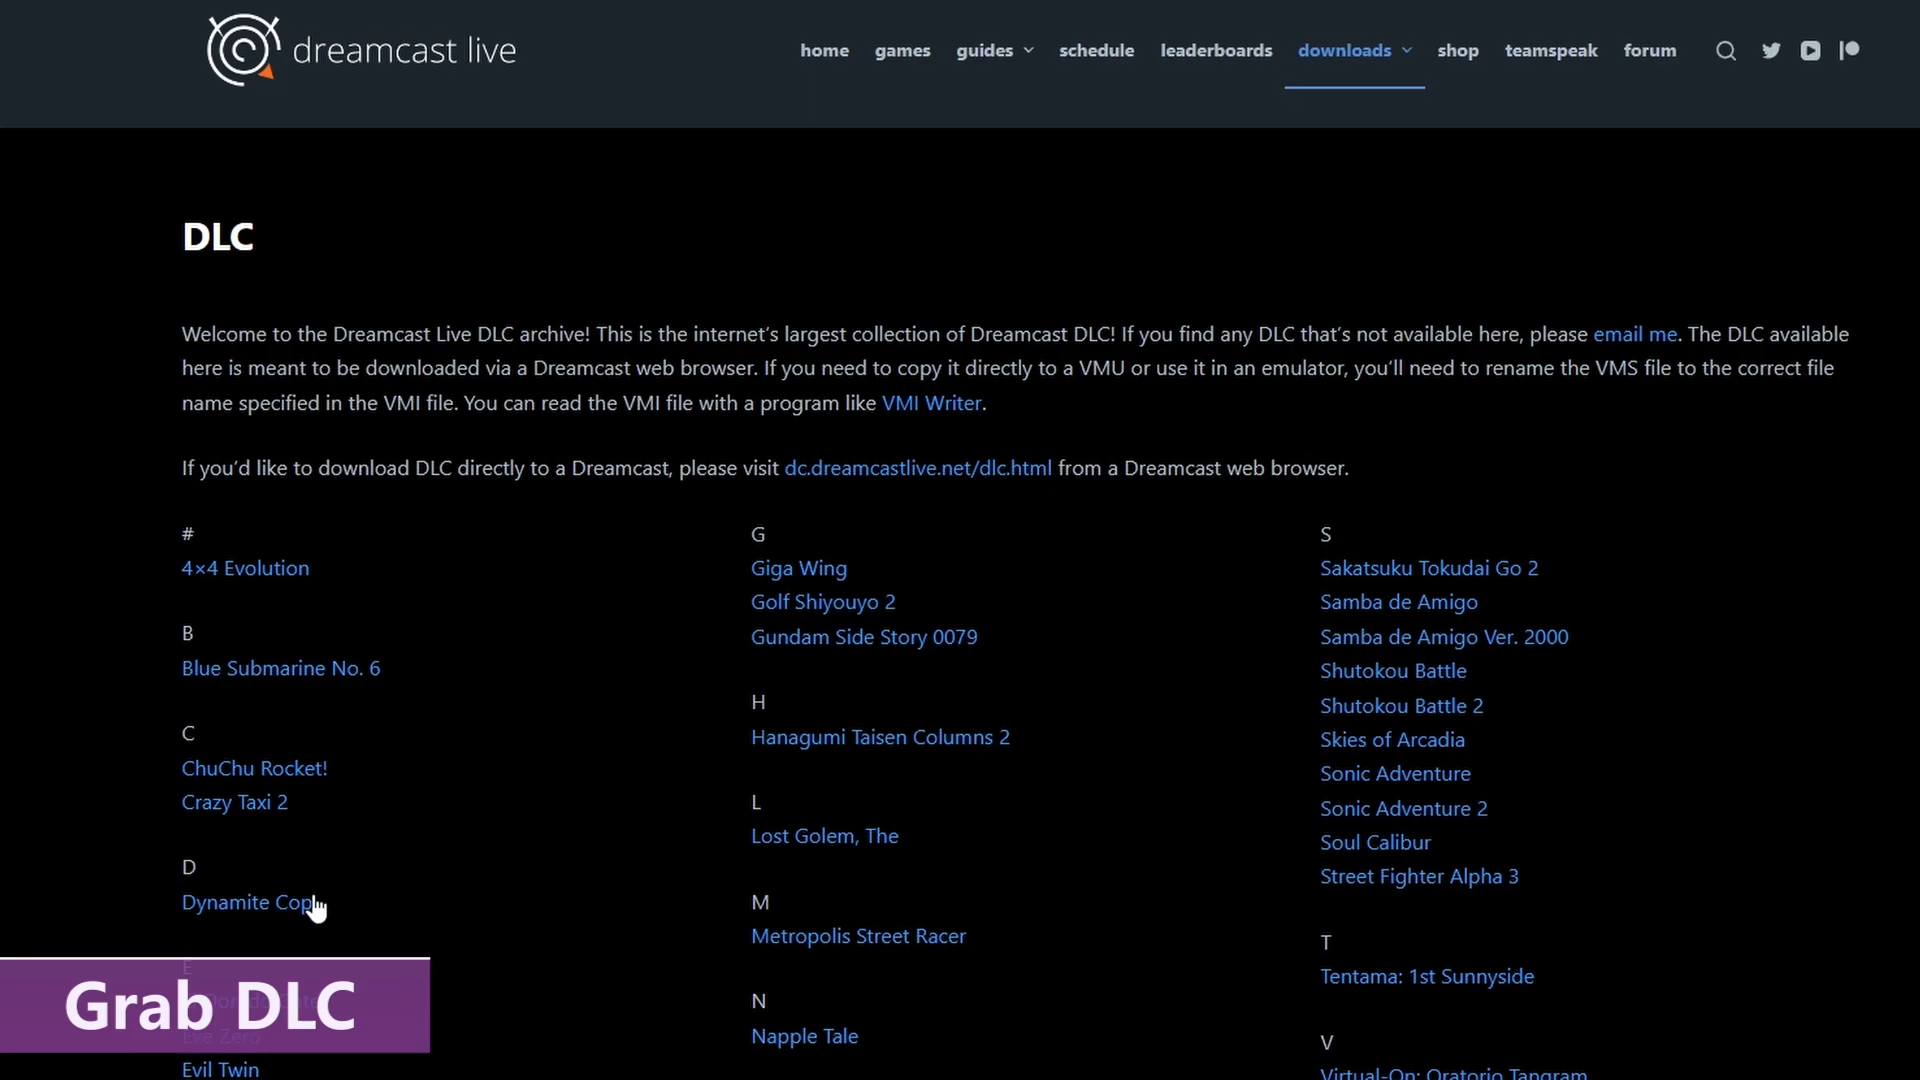 dreamcast live
home games guides schedule leaderboards downloads shop teamspeak forum
DLC
Welcome to the Dreamcast Live DLC archive! This is the internet's largest collection of Dreamcast DLC! If you find any DLC that's not available here, please email me. The DLC available
here is meant to be downloaded via a Dreamcast web browser. If you need to copy it directly to a VMU or use it in an emulator, you'll need to rename the VMS file to the correct file
name specified in the VMI file. You can read the VMI file with a program like VMI Writer.
If you'd like to download DLC directly to a Dreamcast, please visit dc.dreamcastlive.net/dlc.html from a Dreamcast web browser.
#
4×4 Evolution
B
Blue Submarine No. 6
C
ChuChu Rocket!
Crazy Taxi 2
D
Dynamite Cop
E
Eve Zero
Evil Twin
G
Giga Wing
Golf Shiyouyo 2
Gundam Side Story 0079
H
Hanagumi Taisen Columns 2
L
Lost Golem, The
M
Metropolis Street Racer
N
Napple Tale
S
Sakatsuku Tokudai Go 2
Samba de Amigo
Samba de Amigo Ver. 2000
Shutokou Battle
Shutokou Battle 2
Skies of Arcadia
Sonic Adventure
Sonic Adventure 2
Soul Calibur
Street Fighter Alpha 3
T
Tentama: 1st Sunnyside
V
Virtual-On: Oratorio Tangram
Grab DLC